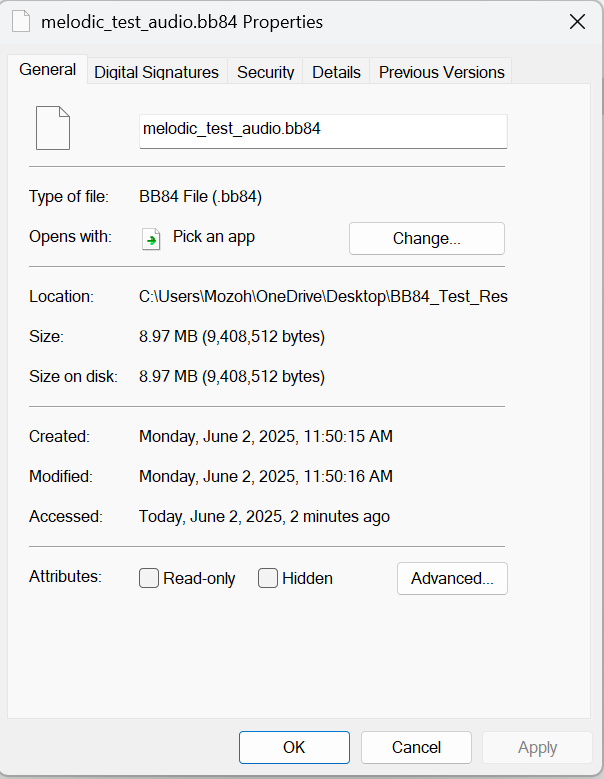 melodic_test_audio.bb84 Properties
General Digital Signatures Security Details Previous Versions
melodic_test_audio.bb84
Type of file: BB84 File (.bb84)
Opens with: Pick an app Change...
Location: C:\Users\Mozoh\OneDrive\Desktop\BB84_Test_Res
Size: 8.97 MB (9,408,512 bytes)
Size on disk: 8.97 MB (9,408,512 bytes)
Created: Monday, June 2, 2025, 11:50:15 AM
Modified: Monday, June 2, 2025, 11:50:16 AM
Accessed: Today, June 2, 2025, 2 minutes ago
Attributes: Read-only Hidden Advanced...
OK Cancel Apply